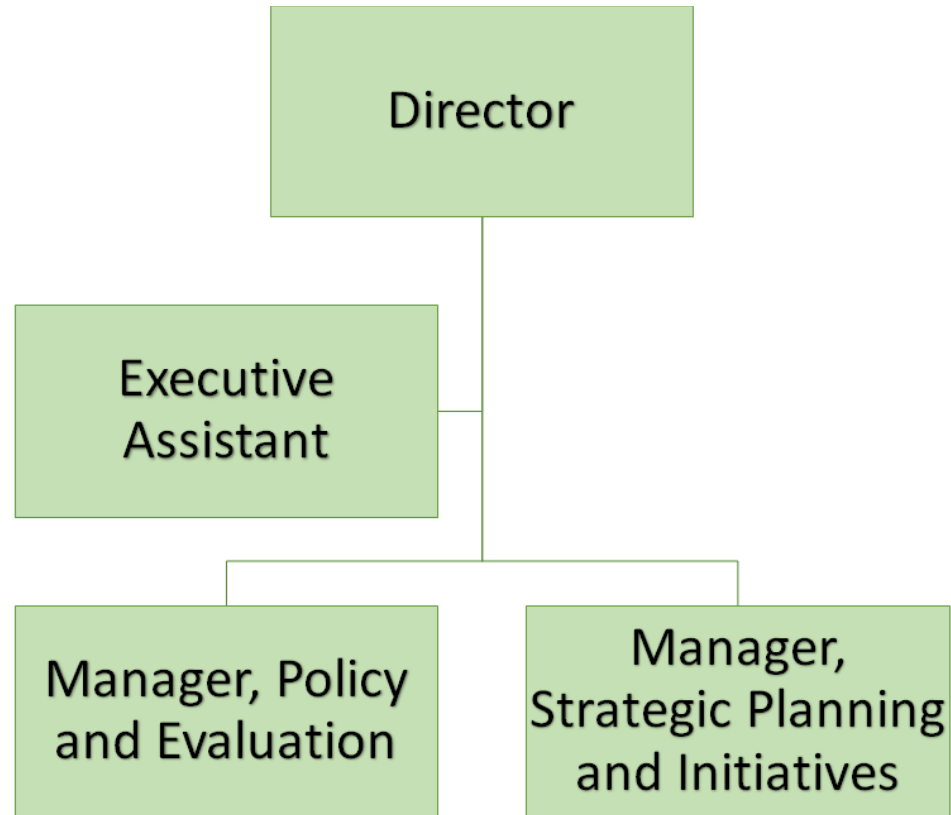 Director
Executive
Assistant
Manager, Policy
and Evaluation
Manager,
Strategic Planning
and Initiatives